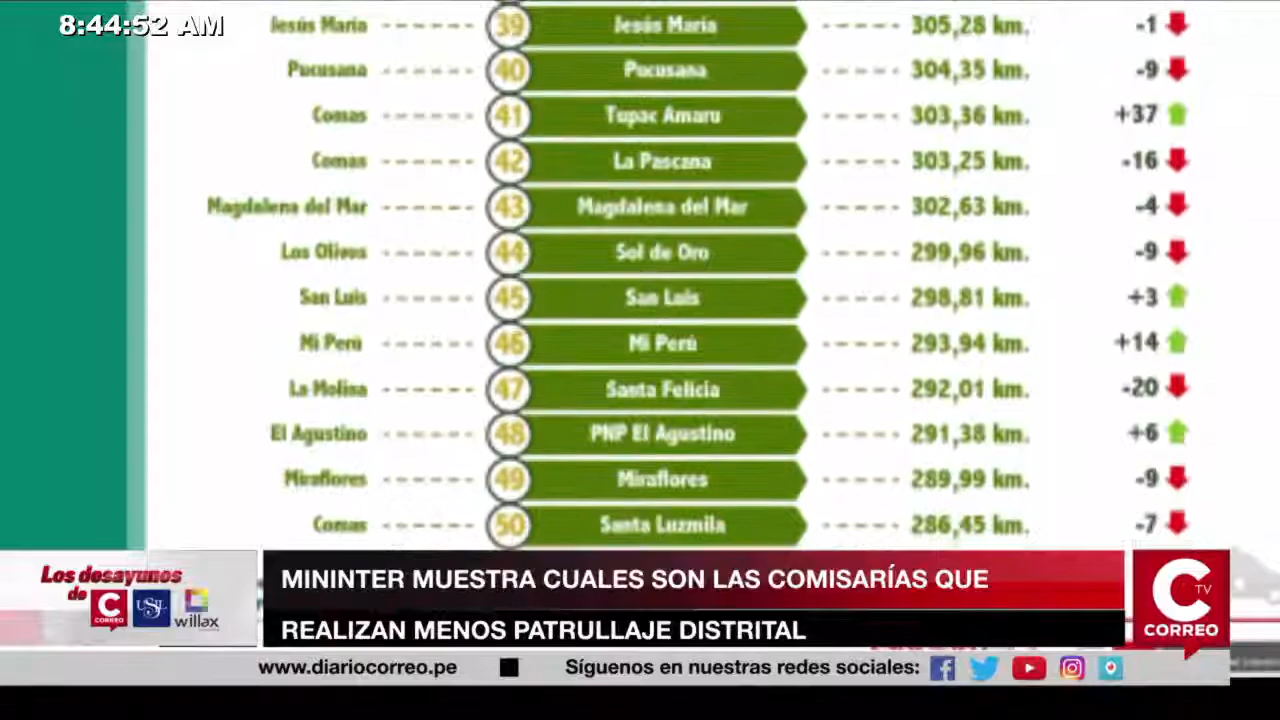 8:44:52 AM
Jesús María 39 Jesús María 305,28 km. -1
Pucusana 40 Pucusana 304,35 km. -9
Comas 41 Tupac Amaru 303,36 km. +37
Comas 42 La Pascana 303,25 km. -16
Magdalena del Mar 43 Magdalena del Mar 302,63 km. -4
Los Olivos 44 Sol de Oro 299,96 km. -9
San Luis 45 San Luis 298,81 km. +3
Mi Perú 46 Mi Perú 293,94 km. +14
La Molina 47 Santa Felicia 292,01 km. -20
El Agustino 48 PNP El Agustino 291,38 km. +6
Miraflores 49 Miraflores 289,99 km. -9
Comas 50 Santa Luzmila 286,45 km. -7
Los desayunos
de C CORREO USIL willax
MININTER MUESTRA CUALES SON LAS COMISARÍAS QUE
REALIZAN MENOS PATRULLAJE DISTRITAL
C TV
CORREO
www.diariocorreo.pe Síguenos en nuestras redes sociales: